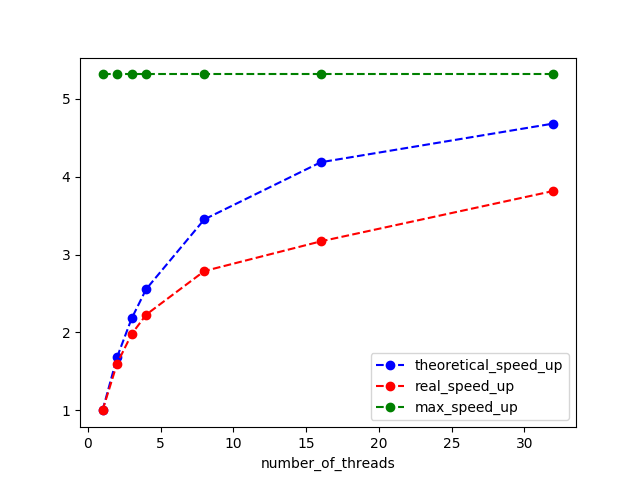 5
4
3
2
1
theoretical_speed_up
real_speed_up
max_speed_up
0 5 10 15 20 25 30
number_of_threads